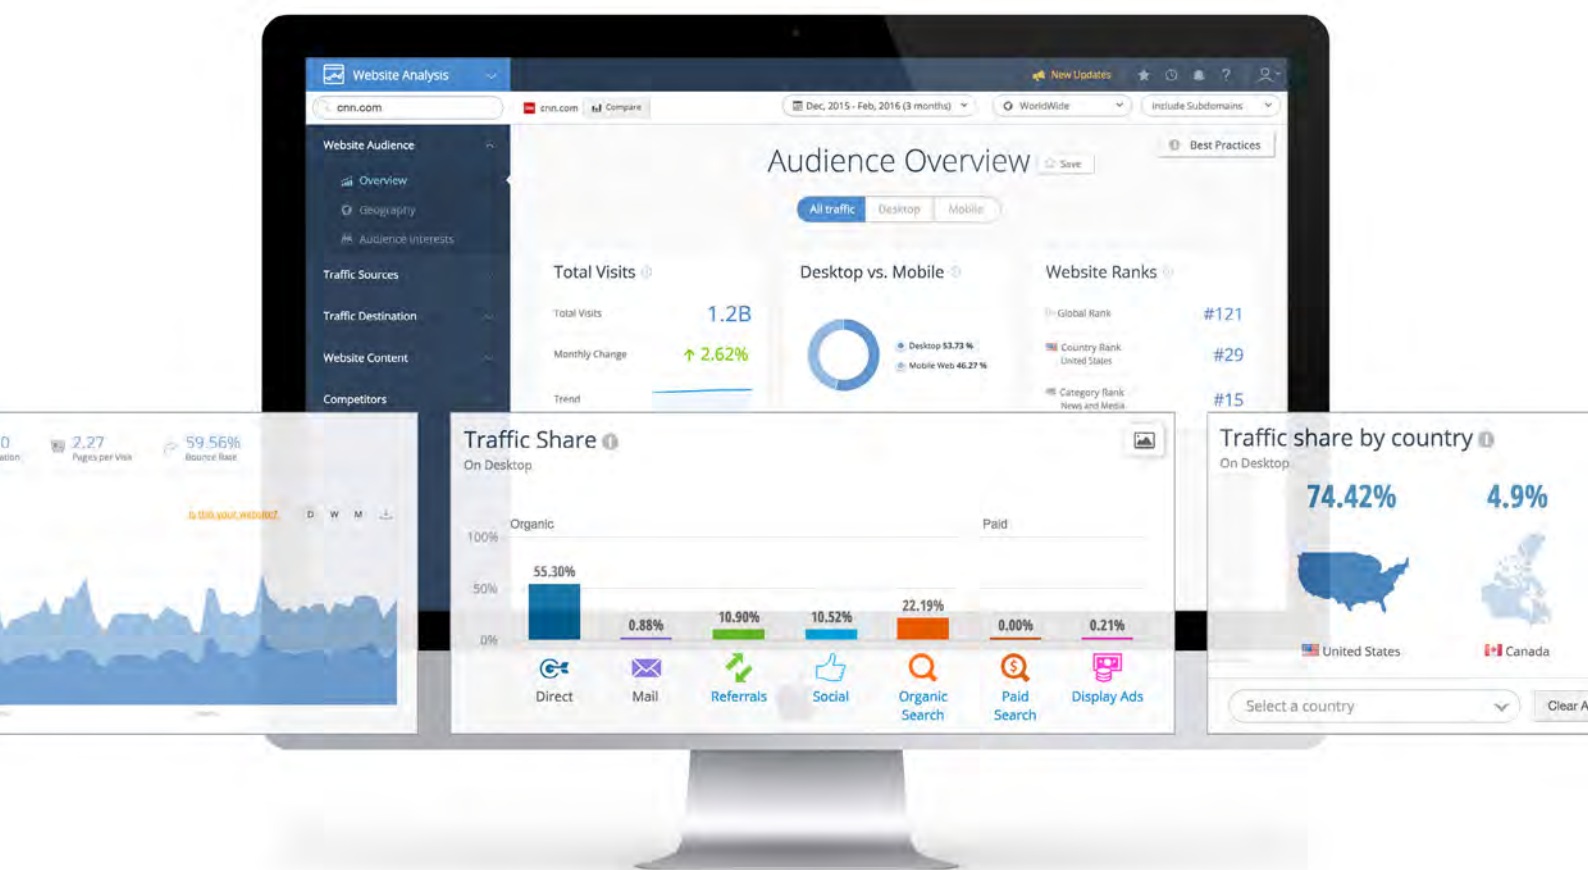 Website Analysis
New Updates
?
cnn.com
cnn.com
Compare
Dec, 2015 - Feb, 2016 (3 months)
WorldWide
Include Subdomains
Website Audience
Overview
Geography
Audience Interests
Traffic Sources
Traffic Destination
Website Content
Competitors
Audience Overview
Save
Best Practices
All traffic
Desktop
Mobile
Total Visits
Total Visits
1.2B
Monthly Change
2.62%
Trend
Desktop vs. Mobile
Desktop 53.73 %
Mobile Web 46.27 %
Website Ranks
Global Rank
#121
Country Rank
United States
#29
Category Rank
News and Media
#15
2.27
Pages per Visit
59.56%
Bounce Rate
Is this your website?
D W M
Traffic Share
On Desktop
Organic
Paid
100%
50%
0%
55.30%
0.88%
10.90%
10.52%
22.19%
0.00%
0.21%
Direct
Mail
Referrals
Social
Organic
Search
Paid
Search
Display Ads
Traffic share by country
On Desktop
74.42%
4.9%
United States
Canada
Select a country
Clear A